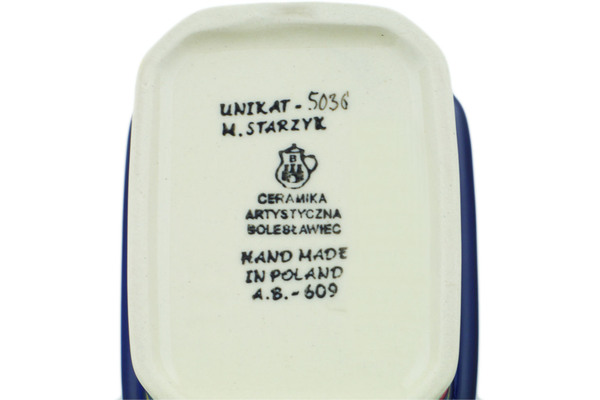 UNIKAT - 5036
M. STARZYK
B
CERAMIKA
ARTYSTYCZNA
BOLESŁAWIEC
HAND MADE
IN POLAND
A.B. - 609